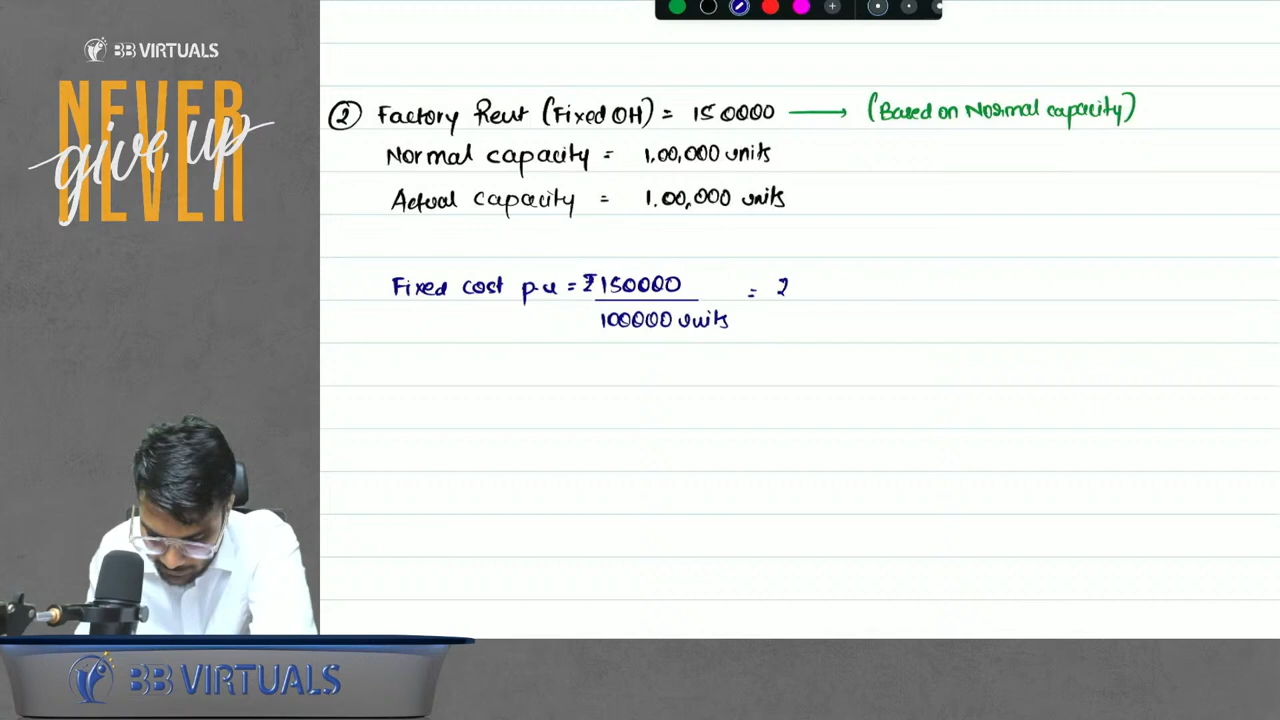 BB VIRTUALS
NEVER
give up
NEVER
② Factory Rent (Fixed OH) = 150000 → (Based on Normal capacity)
Normal capacity = 1,00,000 units
Actual capacity = 1,00,000 units
Fixed cost p.u = ₹150000 / 100000 units = ₹
BB VIRTUALS